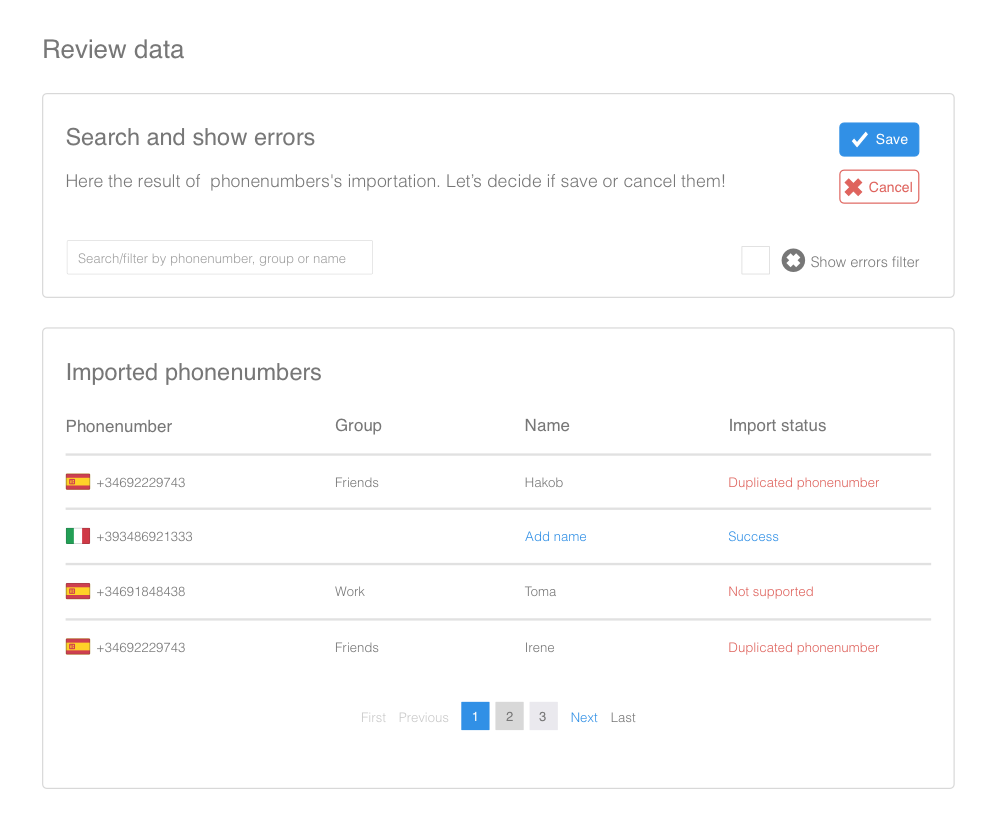 Review data
Search and show errors
Save
Here the result of  phonenumbers's importation. Let's decide if save or cancel them!
Cancel
Search/filter by phonenumber, group or name
Show errors filter
Imported phonenumbers
Phonenumber Group Name Import status
+34692229743 Friends Hakob Duplicated phonenumber
+393486921333 Add name Success
+34691848438 Work Toma Not supported
+34692229743 Friends Irene Duplicated phonenumber
First Previous 1 2 3 Next Last